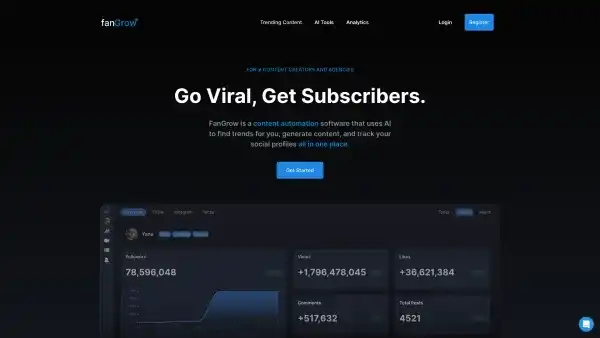 fanGrow
Trending Content
AI Tools
Analytics
Login
Register
CONTENT CREATORS AND AGENCIES
Go Viral, Get Subscribers.
FanGrow is a content automation software that uses AI
to find trends for you, generate content, and track your
social profiles all in one place
Get Started
Yana
Followers
78,596,048
Views
+1,796,478,045
Likes
+36,621,384
Comments
+517,632
Total Posts
4521